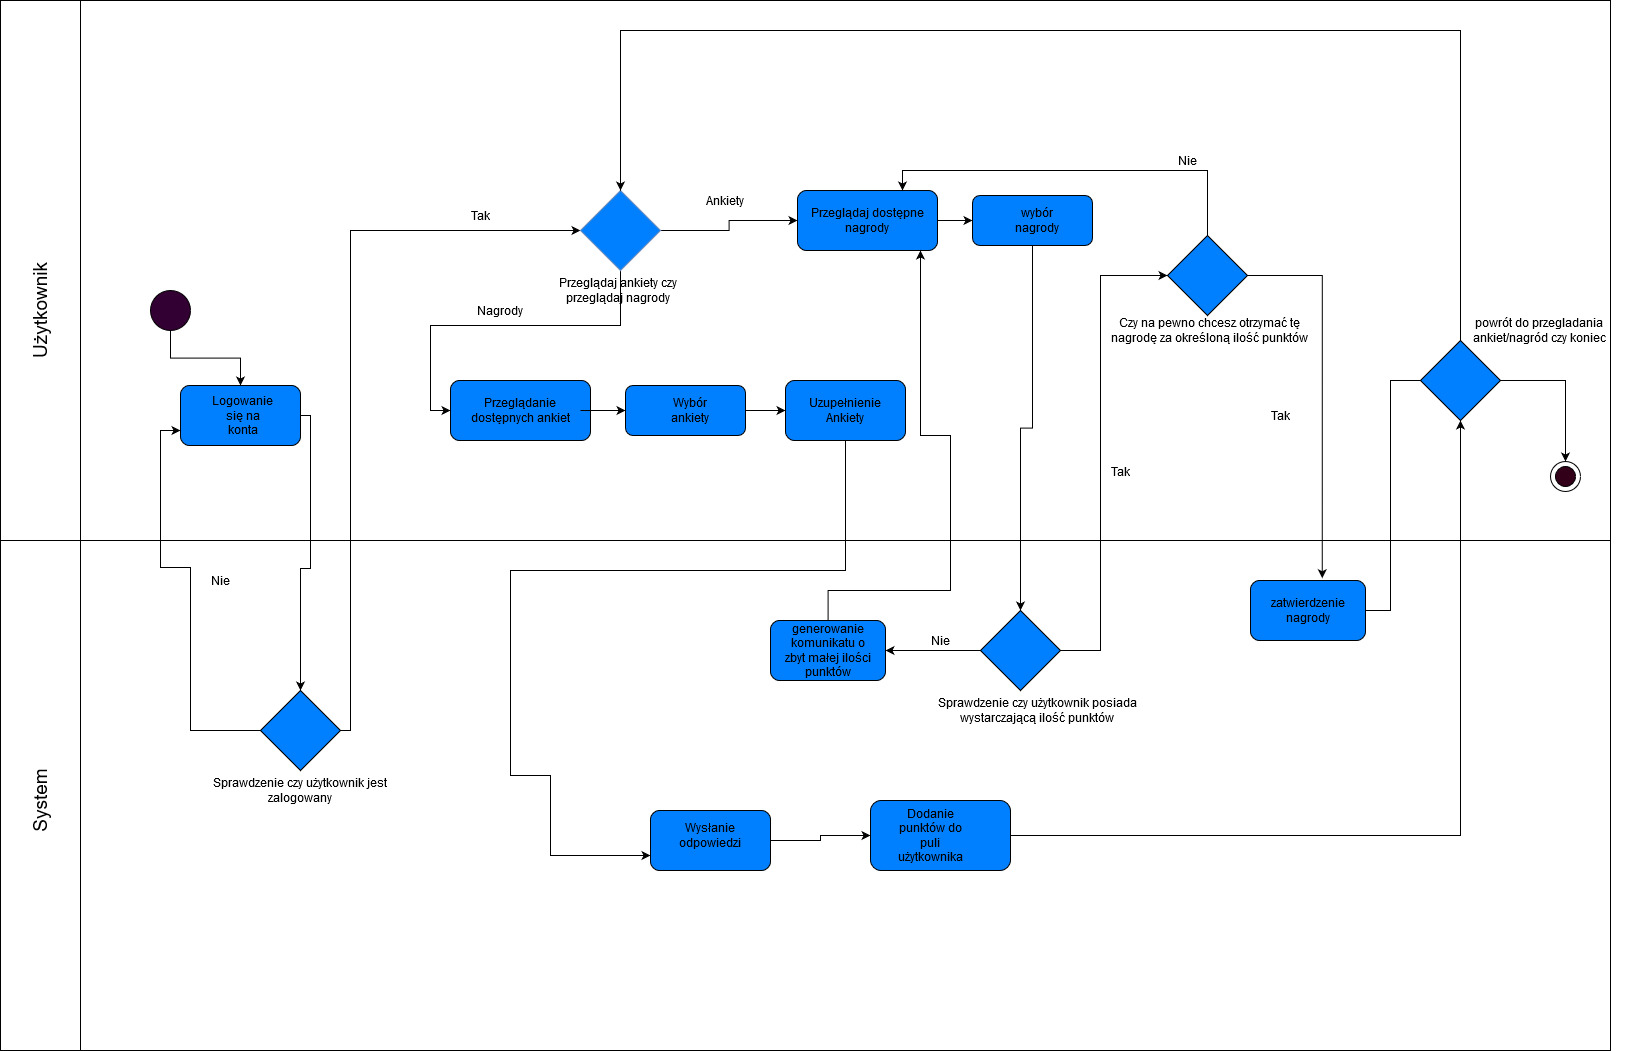 Użytkownik
Nie
Tak
Ankiety
Przeglądaj dostępne
nagrody
wybór
nagrody
Przeglądaj ankiety czy
przeglądaj nagrody
Nagrody
Czy na pewno chcesz otrzymać tę
nagrodę za określoną ilość punktów
powrót do przegladania
ankiet/nagród czy koniec
Logowanie
się na
konta
Przeglądanie
dostępnych ankiet
Wybór
ankiety
Uzupełnienie
Ankiety
Tak
Tak
System
Nie
zatwierdzenie
nagrody
generowanie
komunikatu o
zbyt małej ilości
punktów
Nie
Sprawdzenie czy użytkownik posiada
wystarczającą ilość punktów
Sprawdzenie czy użytkownik jest
zalogowany
Wysłanie
odpowiedzi
Dodanie
punktów do
puli
użytkownika